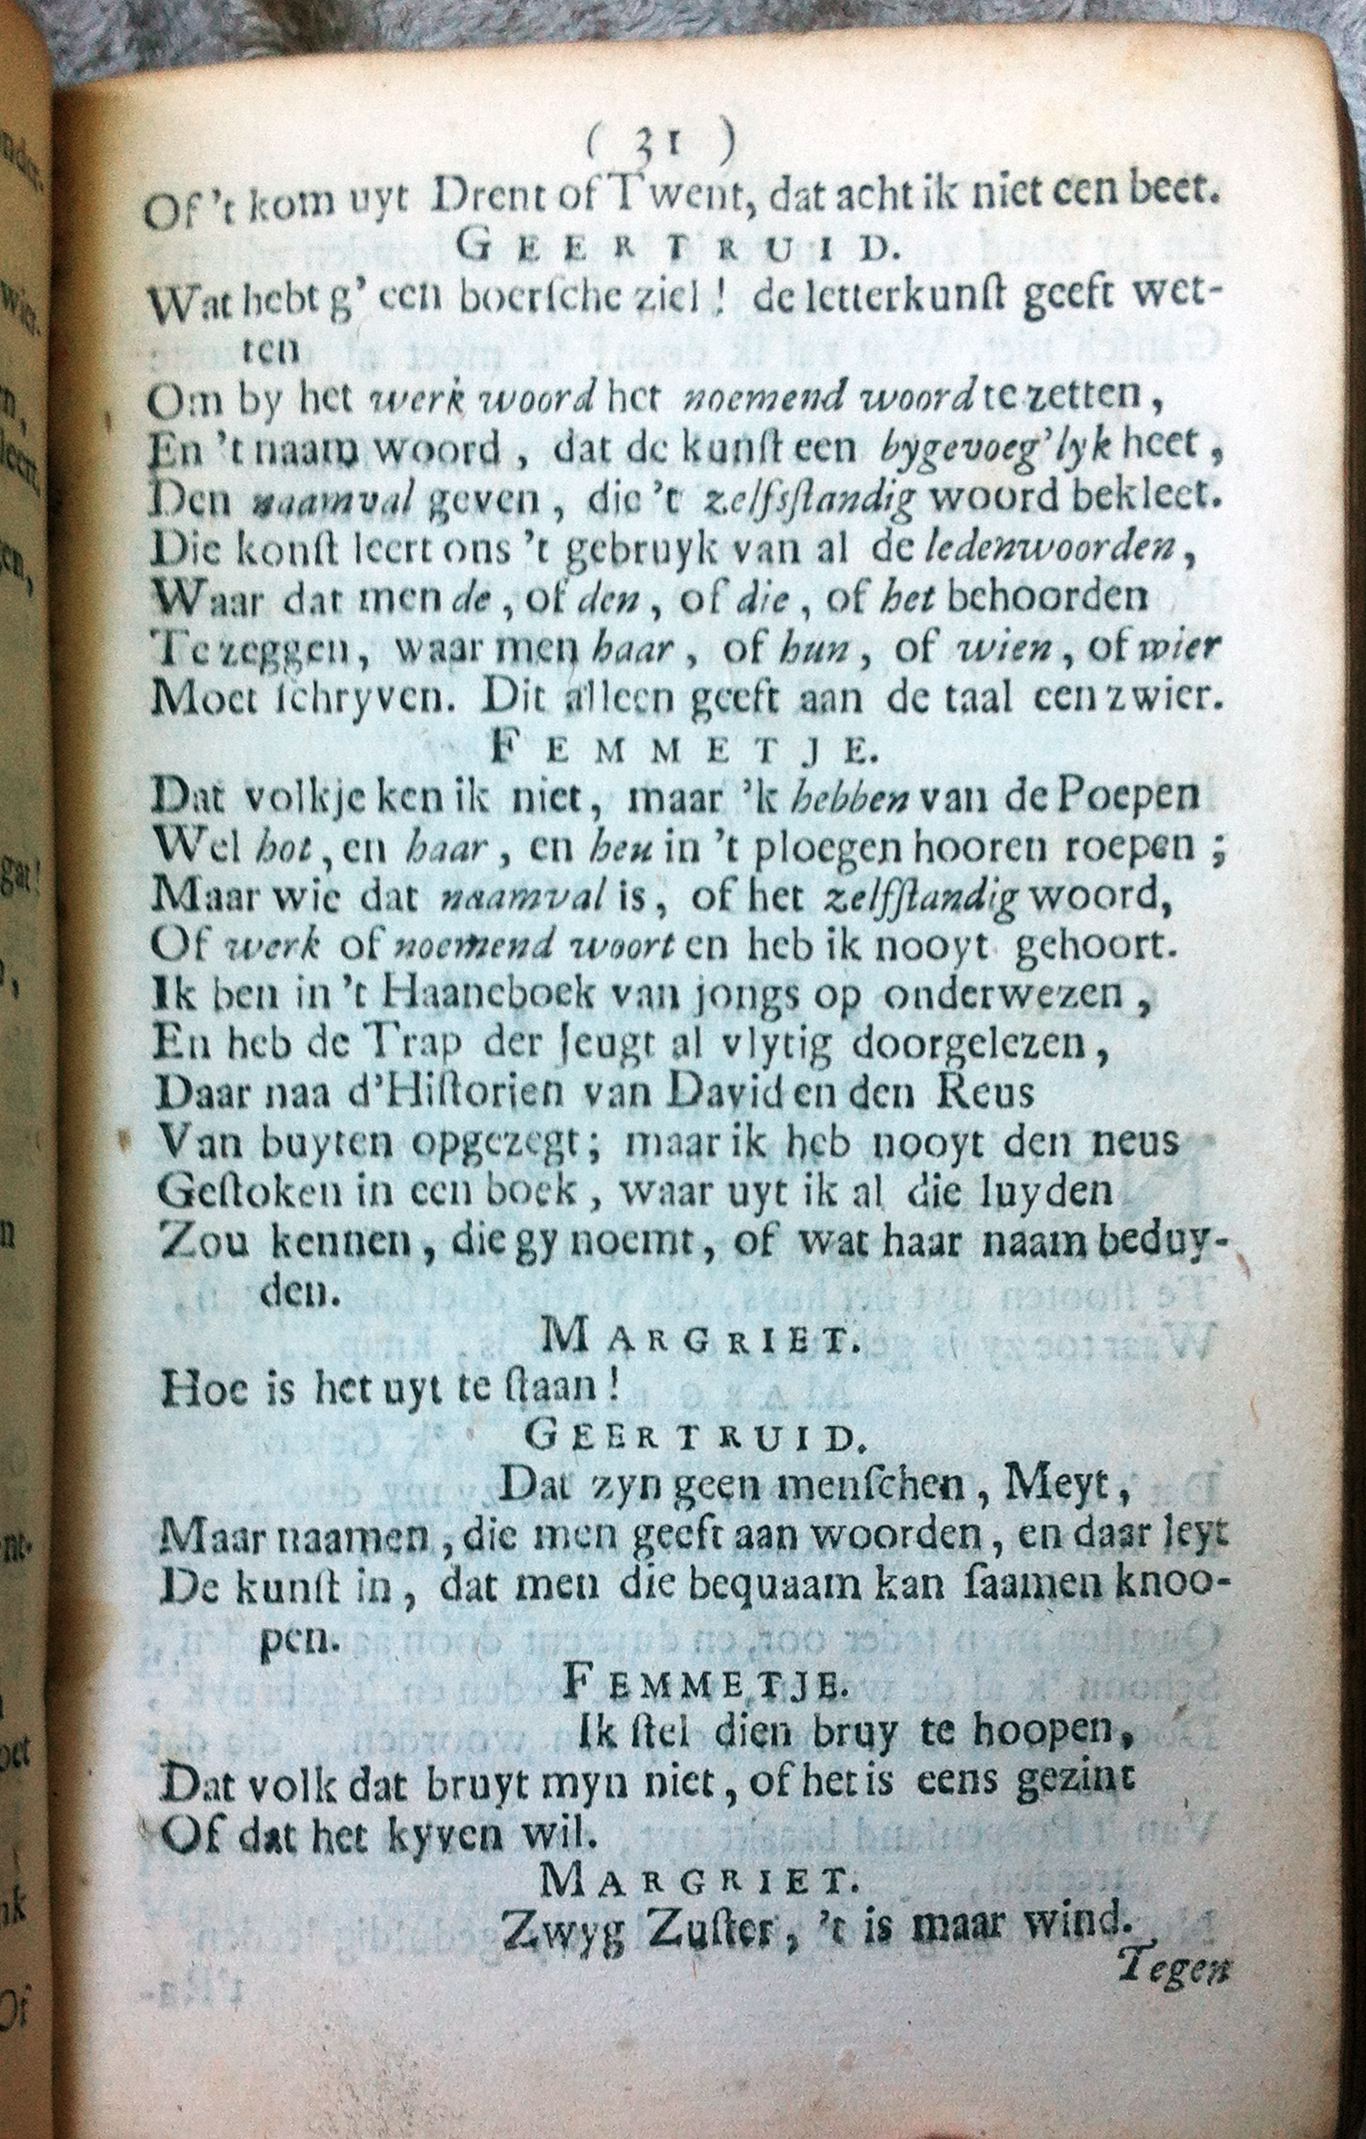 ( 31 )
Of 't kom uyt Drent of Twent, dat acht ik niet een beet.
GEERTRUID.
Wat hebt g' een boerſche ziel! de letterkunſt geeft wet-
ten
Om by het werk woord het noemend woord te zetten,
En 't naam woord, dat de kunſt een bygevoeg'lyk heet,
Den naamval geven, die 't zelfsſtandig woord bekleet.
Die konſt leert ons 't gebruyk van al de ledenwoorden,
Waar dat men de, of den, of die, of het behoorden
Te zeggen, waar men haar, of hun, of wien, of wier
Moet ſchryven. Dit alleen geeft aan de taal een zwier.
FEMMETJE.
Dat volkje ken ik niet, maar 'k hebben van de Poepen
Wel hot, en haar, en heu in 't ploegen hooren roepen;
Maar wie dat naamval is, of het zelfſtandig woord,
Of werk of noemend woort en heb ik nooyt gehoort.
Ik ben in 't Haaneboek van jongs op onderwezen,
En heb de Trap der Jeugt al vlytig doorgelezen,
Daar naa d'Hiſtorien van David en den Reus
Van buyten opgezegt; maar ik heb nooyt den neus
Geſtoken in een boek, waar uyt ik al die luyden
Zou kennen, die gy noemt, of wat haar naam beduy-
den.
MARGRIET.
Hoe is het uyt te ſtaan!
GEERTRUID.
Dat zyn geen menſchen, Meyt,
Maar naamen, die men geeft aan woorden, en daar leyt
De kunſt in, dat men die bequaam kan ſaamen knoo-
pen.
FEMMETJE.
Ik ſtel dien bruy te hoopen,
Dat volk dat bruyt myn niet, of het is eens gezint
Of dat het kyven wil.
MARGRIET.
Zwyg Zuſter, 't is maar wind.
Tegen